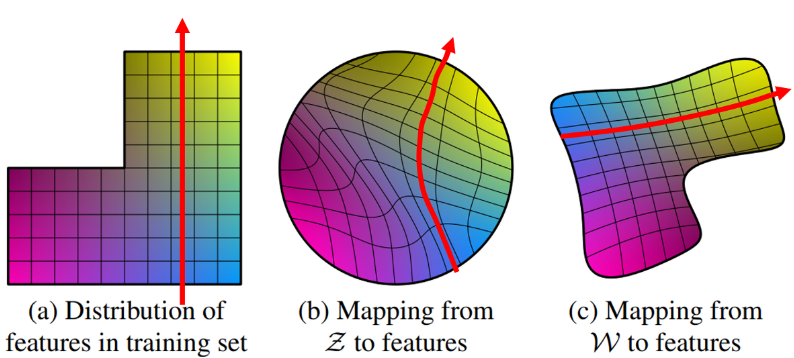 (a) Distribution of
features in training set
(b) Mapping from
𝒵 to features
(c) Mapping from
𝒲 to features